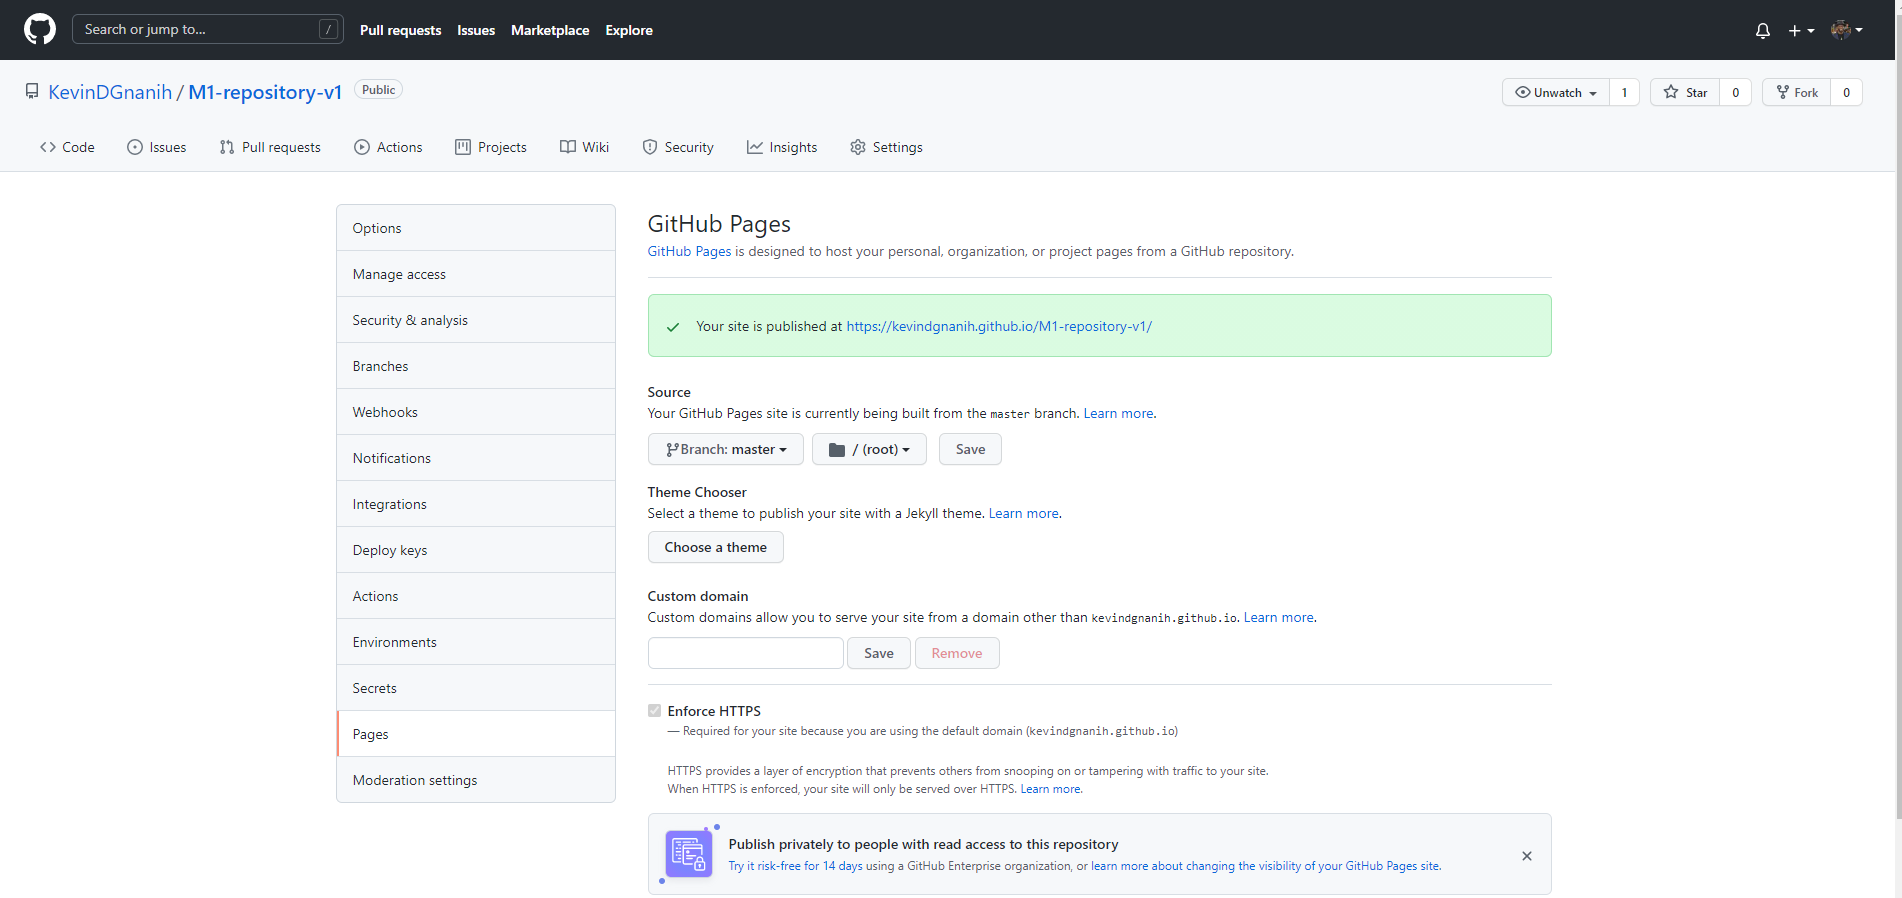 Search or jump to... /
Pull requests Issues Marketplace Explore
KevinDGnanih / M1-repository-v1 Public
Unwatch 1 Star 0 Fork 0
Code Issues Pull requests Actions Projects Wiki Security Insights Settings
Options
Manage access
Security & analysis
Branches
Webhooks
Notifications
Integrations
Deploy keys
Actions
Environments
Secrets
Pages
Moderation settings
GitHub Pages
GitHub Pages is designed to host your personal, organization, or project pages from a GitHub repository.
Your site is published at https://kevindgnanih.github.io/M1-repository-v1/
Source
Your GitHub Pages site is currently being built from the master branch. Learn more.
Branch: master / (root) Save
Theme Chooser
Select a theme to publish your site with a Jekyll theme. Learn more.
Choose a theme
Custom domain
Custom domains allow you to serve your site from a domain other than kevindgnanih.github.io. Learn more.
Save Remove
Enforce HTTPS
— Required for your site because you are using the default domain (kevindgnanih.github.io)
HTTPS provides a layer of encryption that prevents others from snooping on or tampering with traffic to your site.
When HTTPS is enforced, your site will only be served over HTTPS. Learn more.
Publish privately to people with read access to this repository
Try it risk-free for 14 days using a GitHub Enterprise organization, or learn more about changing the visibility of your GitHub Pages site.